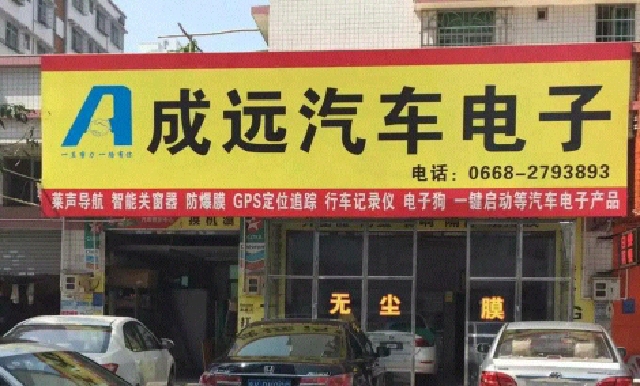 成远汽车电子
电话：0668-2793893
莱声导航 智能关窗器 防爆膜 GPS定位追踪 行车记录仪 电子狗 一键启动等汽车电子产品
无尘 膜